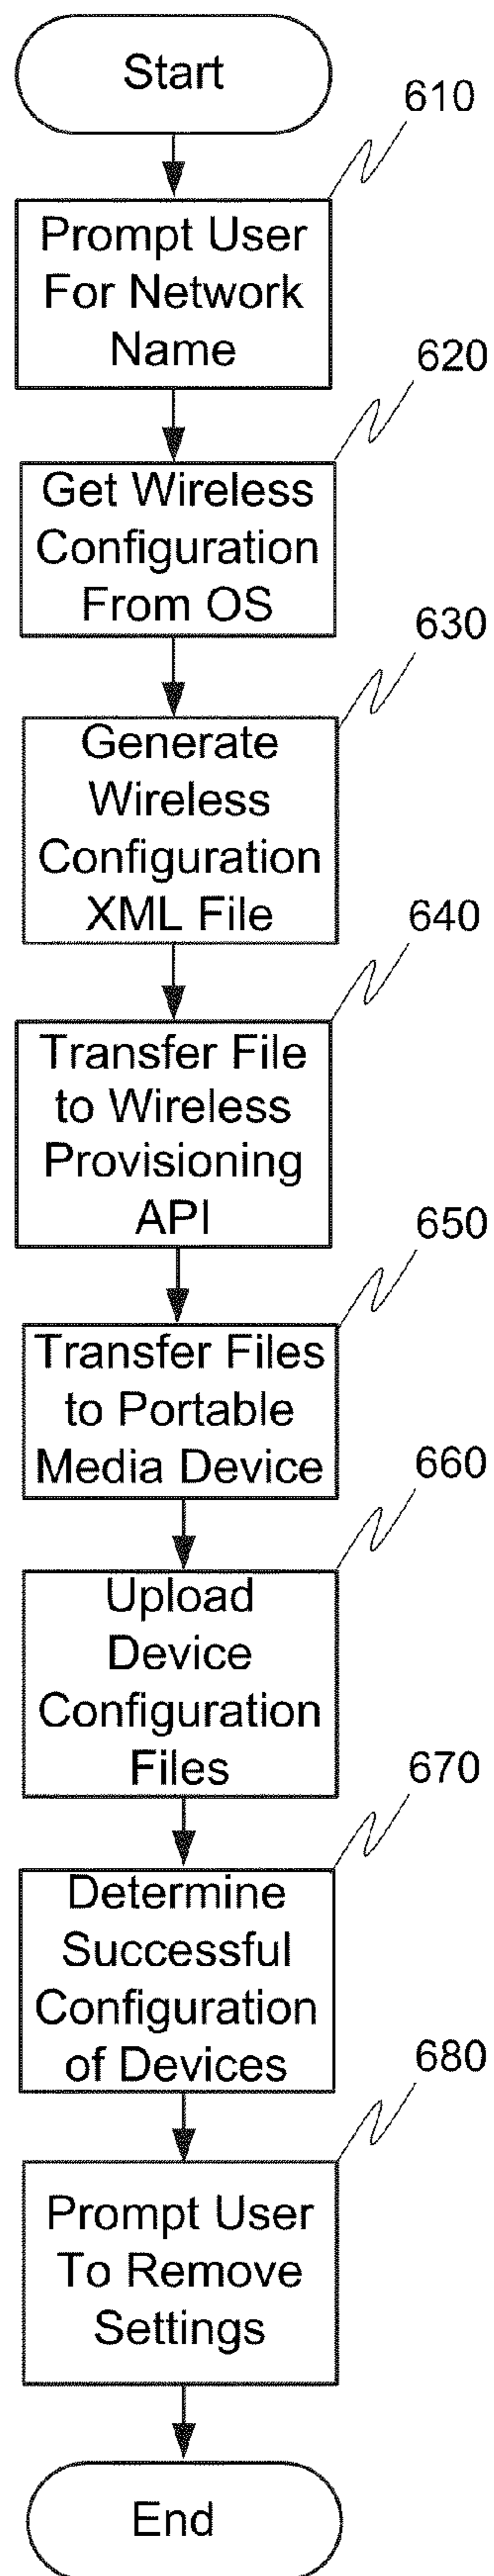 Start
610
Prompt User
For Network
Name
620
Get Wireless
Configuration
From OS
630
Generate
Wireless
Configuration
XML File
640
Transfer File
to Wireless
Provisioning
API
650
Transfer Files
to Portable
Media Device
660
Upload
Device
Configuration
Files
670
Determine
Successful
Configuration
of Devices
680
Prompt User
To Remove
Settings
End